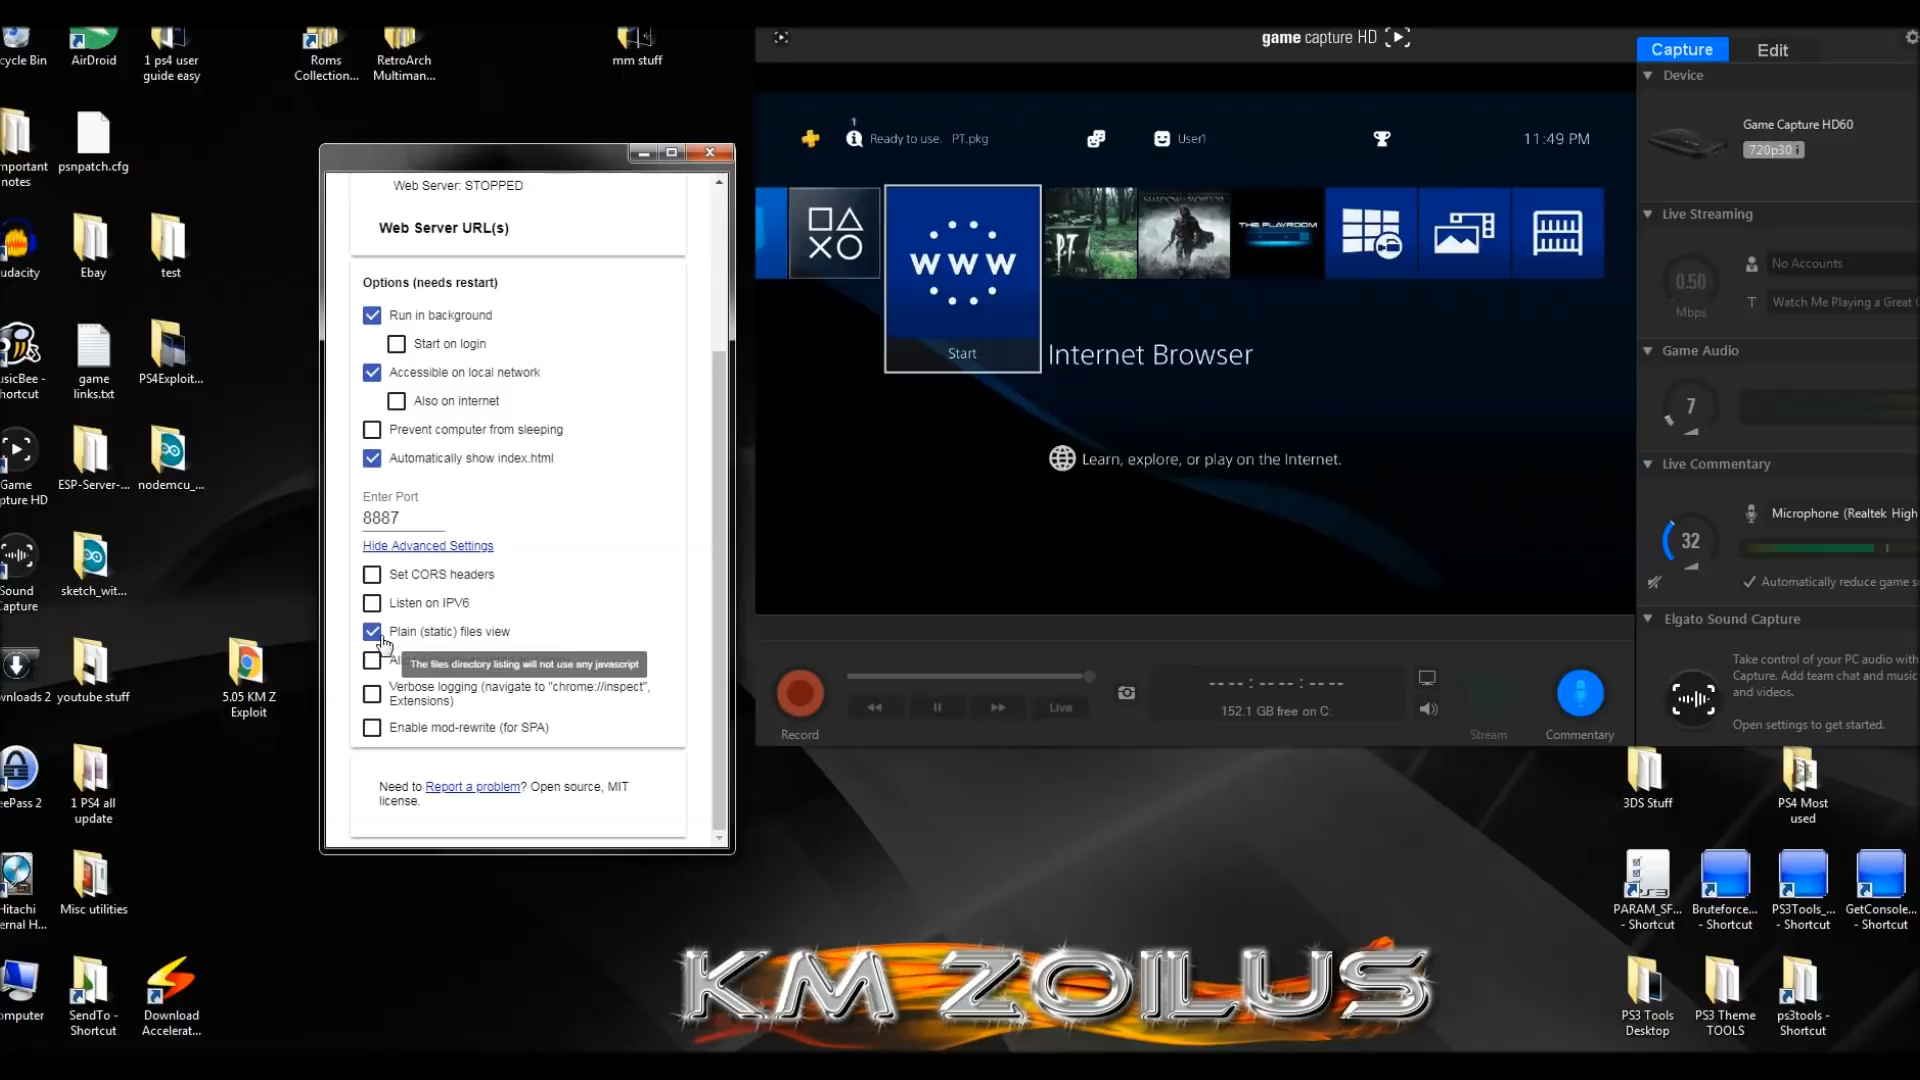 cycle Bin
AirDroid
1 ps4 user
guide easy
Roms
Collection...
RetroArch
Multiman...
mm stuff
mportant
notes
psnpatch.cfg
udacity
Ebay
test
usicBee -
hortcut
game
links.txt
PS4Exploit...
Game
pture HD
ESP-Server-...
nodemcu_...
Sound
Capture
sketch_wit...
wnloads 2
youtube stuff
5.05 KM Z
Exploit
eePass 2
1 PS4 all
update
Hitachi
ernal H...
Misc utilities
omputer
SendTo -
Shortcut
Download
Accelerat...
Web Server: STOPPED
Web Server URL(s)
Options (needs restart)
Run in background
Start on login
Accessible on local network
Also on internet
Prevent computer from sleeping
Automatically show index.html
Enter Port
8887
Hide Advanced Settings
Set CORS headers
Listen on IPV6
Plain (static) files view
The files directory listing will not use any javascript
Verbose logging (navigate to "chrome://inspect",
Extensions)
Enable mod-rewrite (for SPA)
Need to Report a problem? Open source, MIT
license.
game capture HD
1
Ready to use. PT.pkg
User1
11:49 PM
WWW
Start
P.T.
SHADOW MORDOR
THE PLAYROOM
Internet Browser
Learn, explore, or play on the Internet.
Record
Live
----:----:----
152.1 GB free on C:
Stream
Commentary
Capture
Edit
Device
Game Capture HD60
720p30 i
Live Streaming
0.50
Mbps
No Accounts
T Watch Me Playing a Great
Game Audio
7
Live Commentary
Microphone (Realtek High
32
Automatically reduce game s
Elgato Sound Capture
Take control of your PC audio with
Capture. Add team chat and music
and videos.
Open settings to get started.
3DS Stuff
PS4 Most
used
PARAM_SF...
- Shortcut
Bruteforce...
- Shortcut
PS3Tools_...
- Shortcut
GetConsole...
- Shortcut
PS3 Tools
Desktop
PS3 Theme
TOOLS
ps3tools -
Shortcut
KM ZOILUS